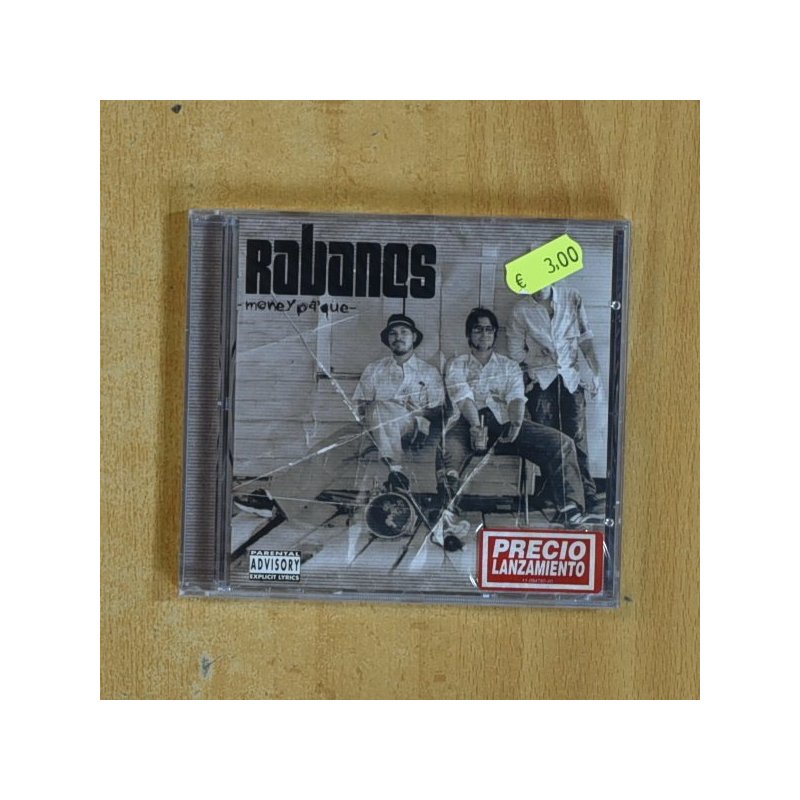 Rabanes
-money pa'que-
€ 3,00
PARENTAL
ADVISORY
EXPLICIT LYRICS
PRECIO
LANZAMIENTO